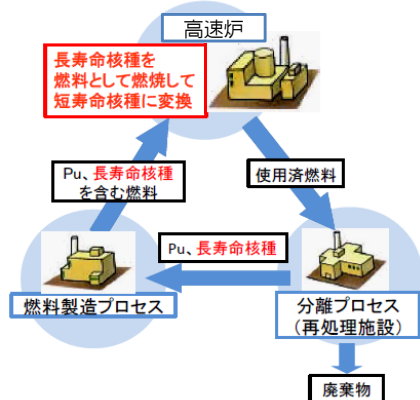 高速炉
長寿命核種を
燃料として燃焼して
短寿命核種に変換
Pu、長寿命核種
を含む燃料
使用済燃料
Pu、長寿命核種
燃料製造プロセス
分離プロセス
（再処理施設）
廃棄物